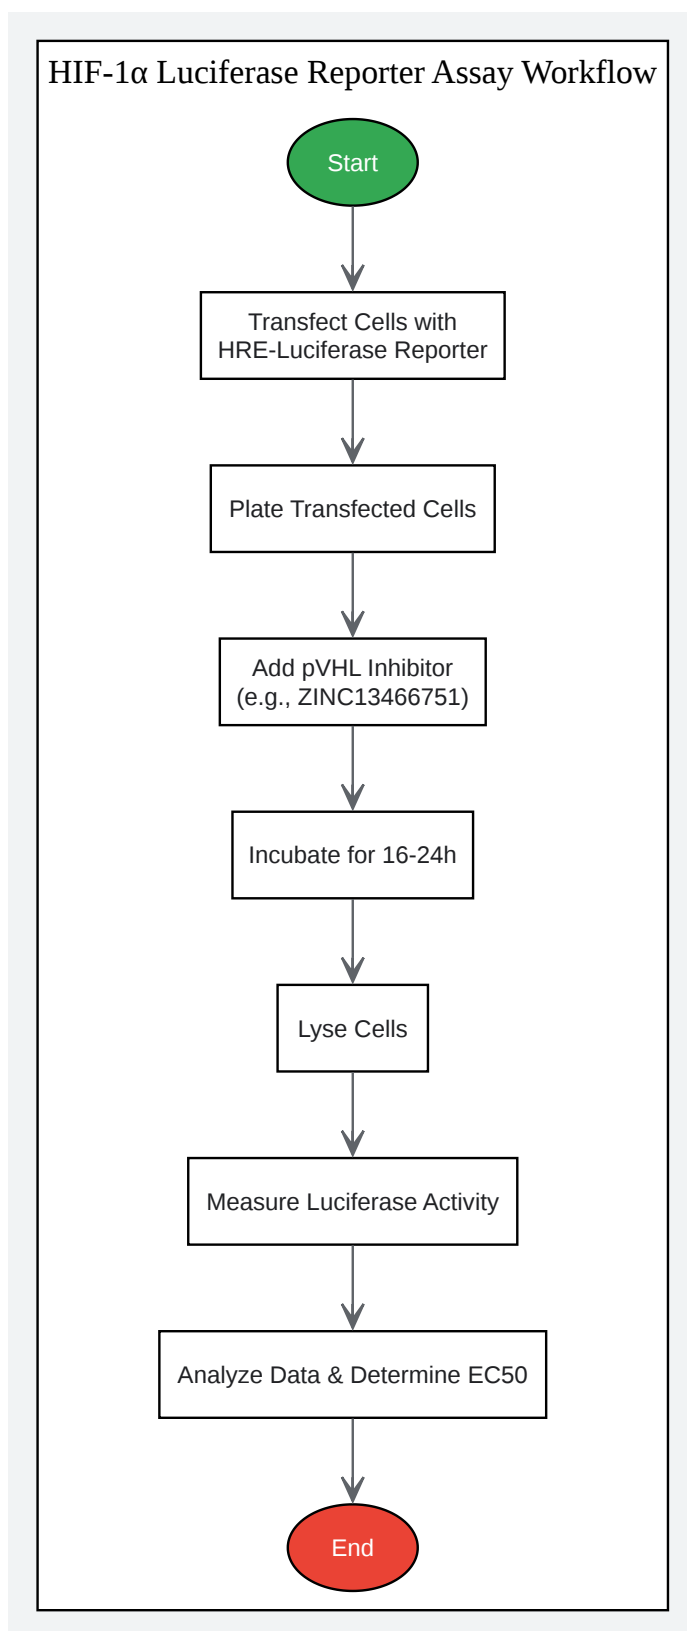 HIF-1α Luciferase Reporter Assay Workflow
Start
Transfect Cells with
HRE-Luciferase Reporter
Plate Transfected Cells
Add pVHL Inhibitor
(e.g., ZINC13466751)
Incubate for 16-24h
Lyse Cells
Measure Luciferase Activity
Analyze Data & Determine EC50
End